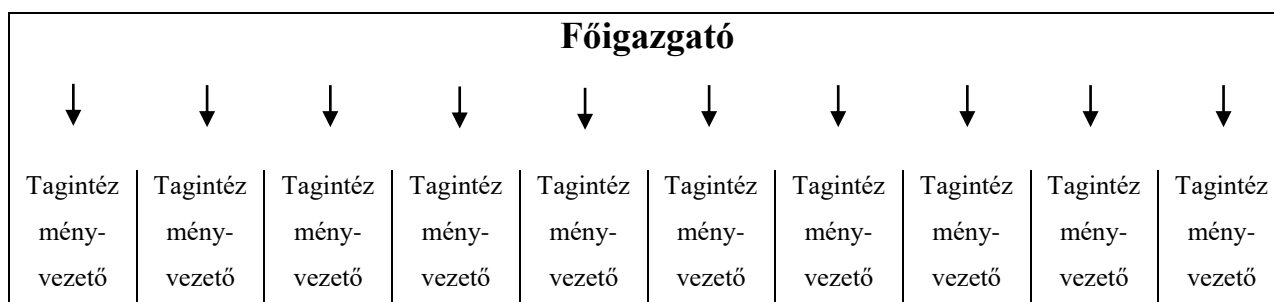 Főigazgató
Tagintéz Tagintéz Tagintéz Tagintéz Tagintéz Tagintéz Tagintéz Tagintéz Tagintéz Tagintéz
mény- mény- mény- mény- mény- mény- mény- mény- mény- mény-
vezető vezető vezető vezető vezető vezető vezető vezető vezető vezető